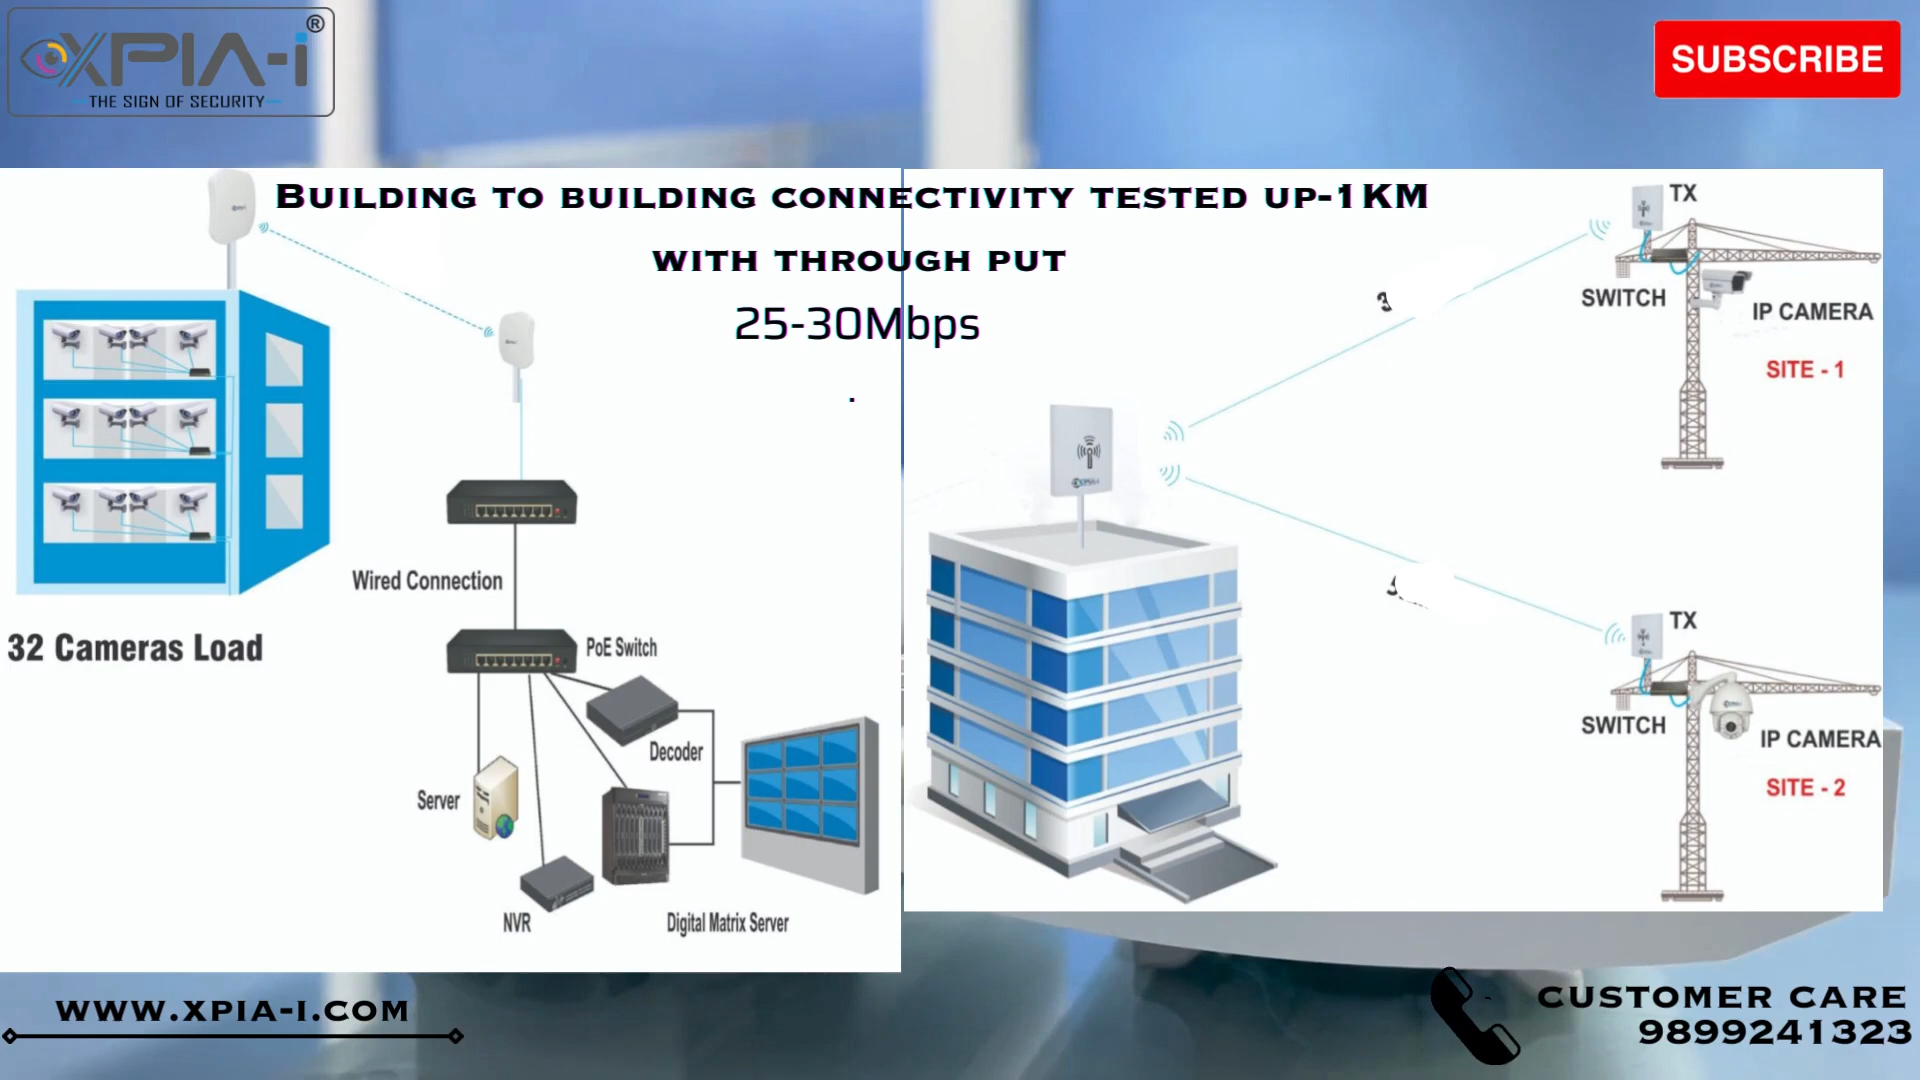 XPIA-i®
THE SIGN OF SECURITY
SUBSCRIBE
BUILDING TO BUILDING CONNECTIVITY TESTED UP-1KM
WITH THROUGH PUT
25-30Mbps
.
32 Cameras Load
Wired Connection
PoE Switch
Decoder
Server
NVR
Digital Matrix Server
XPIA-i
TX
SWITCH
IP CAMERA
SITE - 1
TX
SWITCH
IP CAMERA
SITE - 2
WWW.XPIA-I.COM
CUSTOMER CARE
9899241323